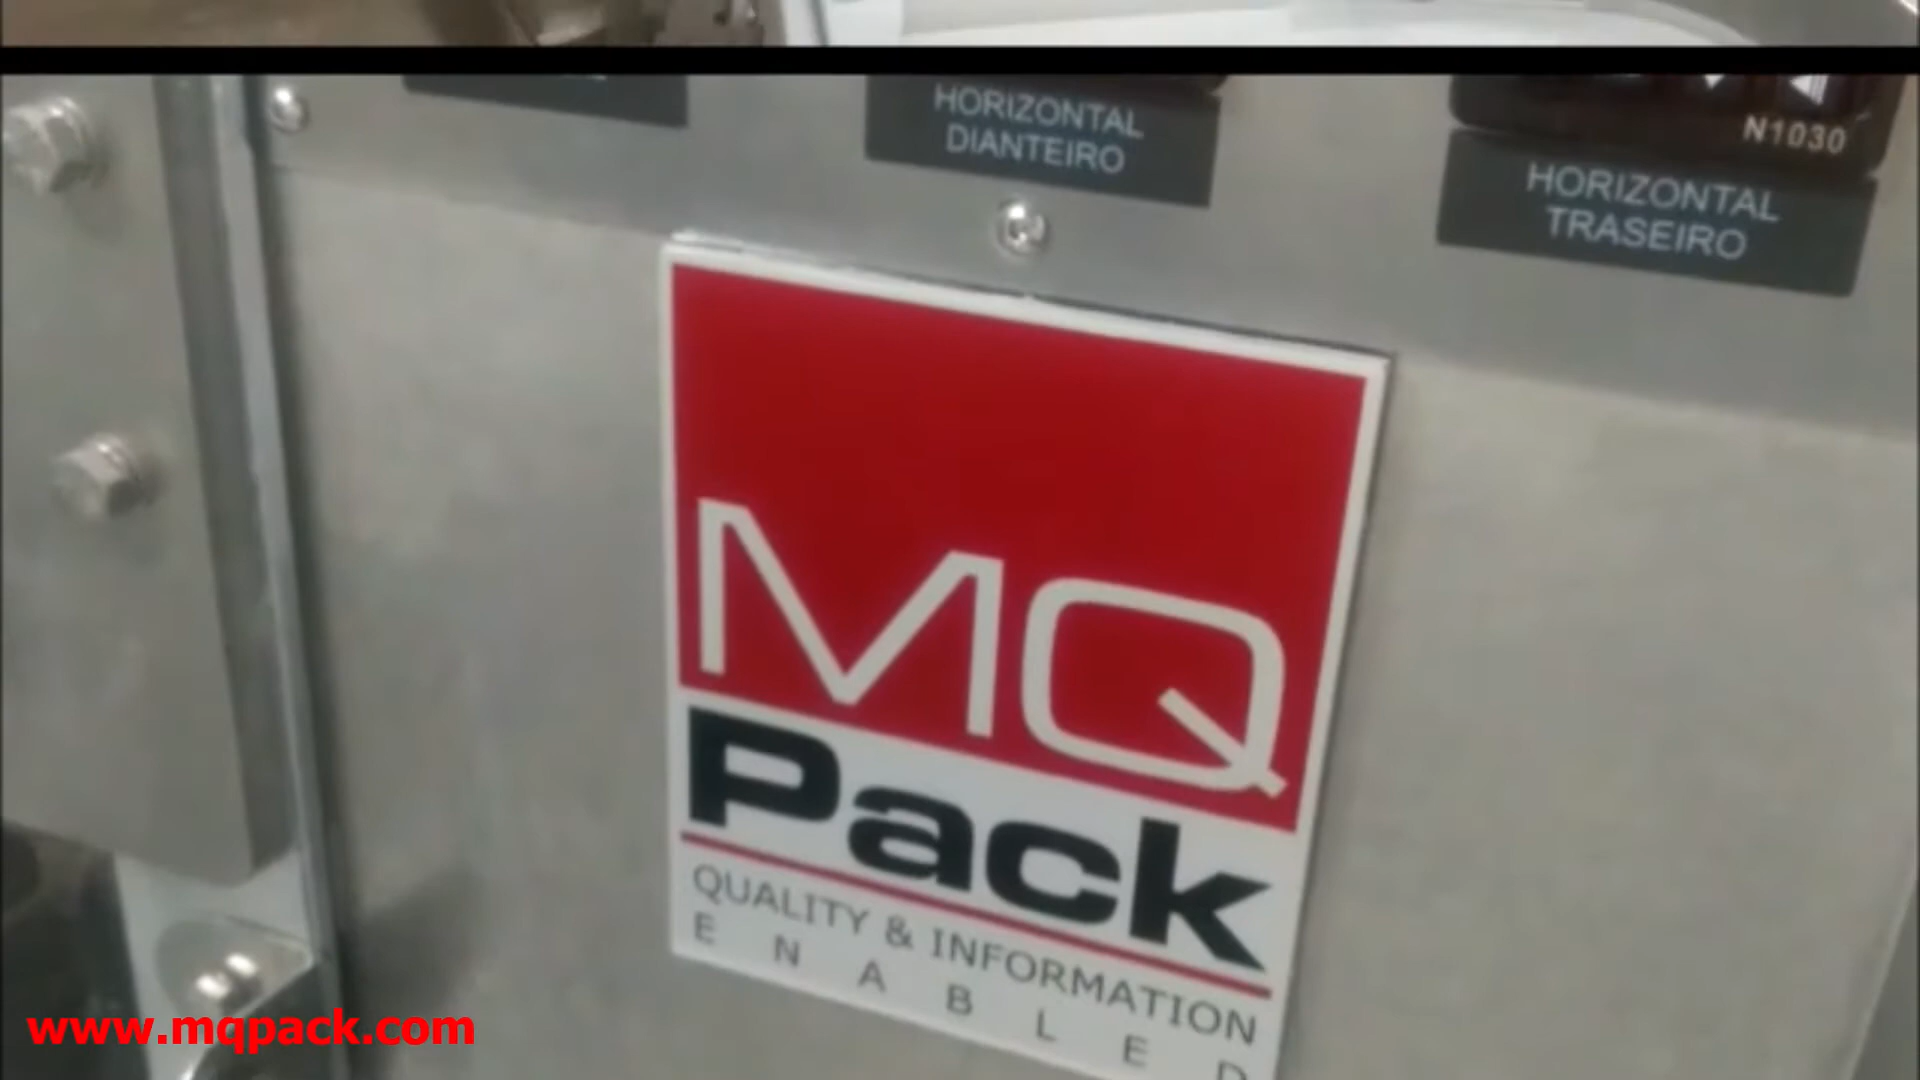 HORIZONTAL
DIANTEIRO
N1030
HORIZONTAL
TRASEIRO
MQ
Pack
QUALITY & INFORMATION
ENABLED
www.mqpack.com